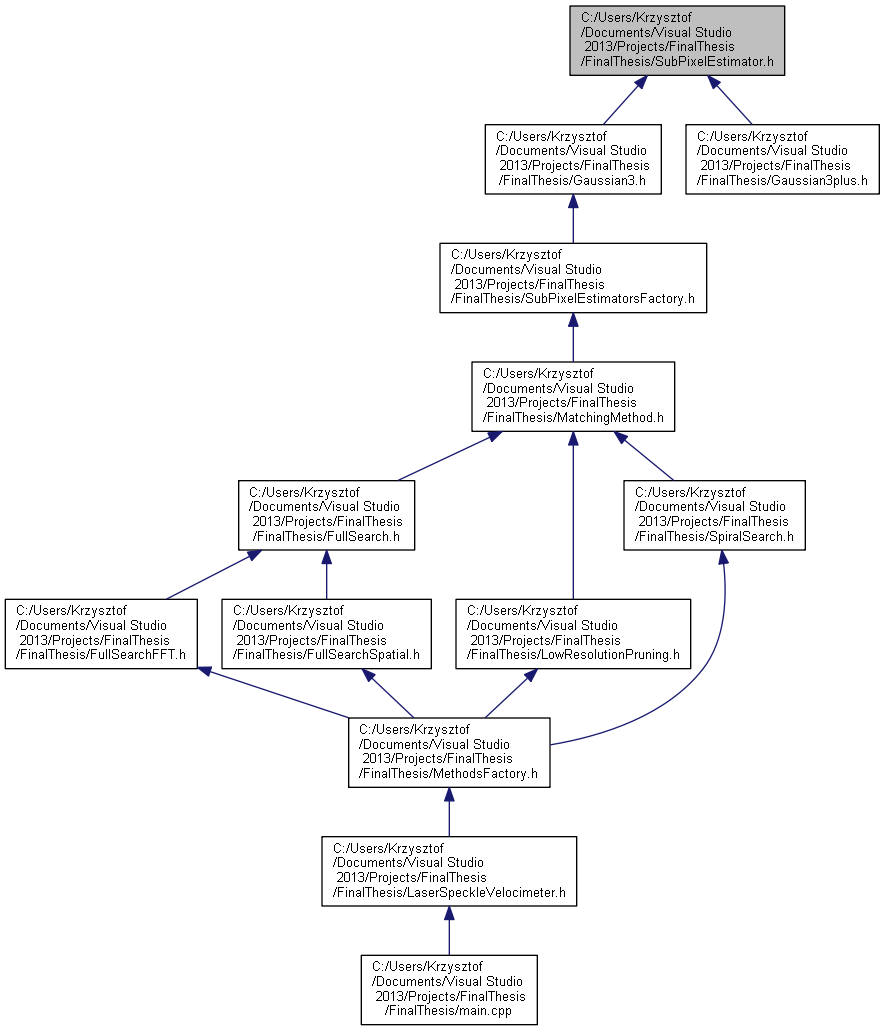 C:/Users/Krzysztof
/Documents/Visual Studio
2013/Projects/FinalThesis
/FinalThesis/SubPixelEstimator.h
C:/Users/Krzysztof
/Documents/Visual Studio
2013/Projects/FinalThesis
/FinalThesis/Gaussian3.h
C:/Users/Krzysztof
/Documents/Visual Studio
2013/Projects/FinalThesis
/FinalThesis/Gaussian3plus.h
C:/Users/Krzysztof
/Documents/Visual Studio
2013/Projects/FinalThesis
/FinalThesis/SubPixelEstimatorsFactory.h
C:/Users/Krzysztof
/Documents/Visual Studio
2013/Projects/FinalThesis
/FinalThesis/MatchingMethod.h
C:/Users/Krzysztof
/Documents/Visual Studio
2013/Projects/FinalThesis
/FinalThesis/FullSearch.h
C:/Users/Krzysztof
/Documents/Visual Studio
2013/Projects/FinalThesis
/FinalThesis/SpiralSearch.h
C:/Users/Krzysztof
/Documents/Visual Studio
2013/Projects/FinalThesis
/FinalThesis/FullSearchFFT.h
C:/Users/Krzysztof
/Documents/Visual Studio
2013/Projects/FinalThesis
/FinalThesis/FullSearchSpatial.h
C:/Users/Krzysztof
/Documents/Visual Studio
2013/Projects/FinalThesis
/FinalThesis/LowResolutionPruning.h
C:/Users/Krzysztof
/Documents/Visual Studio
2013/Projects/FinalThesis
/FinalThesis/MethodsFactory.h
C:/Users/Krzysztof
/Documents/Visual Studio
2013/Projects/FinalThesis
/FinalThesis/LaserSpeckleVelocimeter.h
C:/Users/Krzysztof
/Documents/Visual Studio
2013/Projects/FinalThesis
/FinalThesis/main.cpp